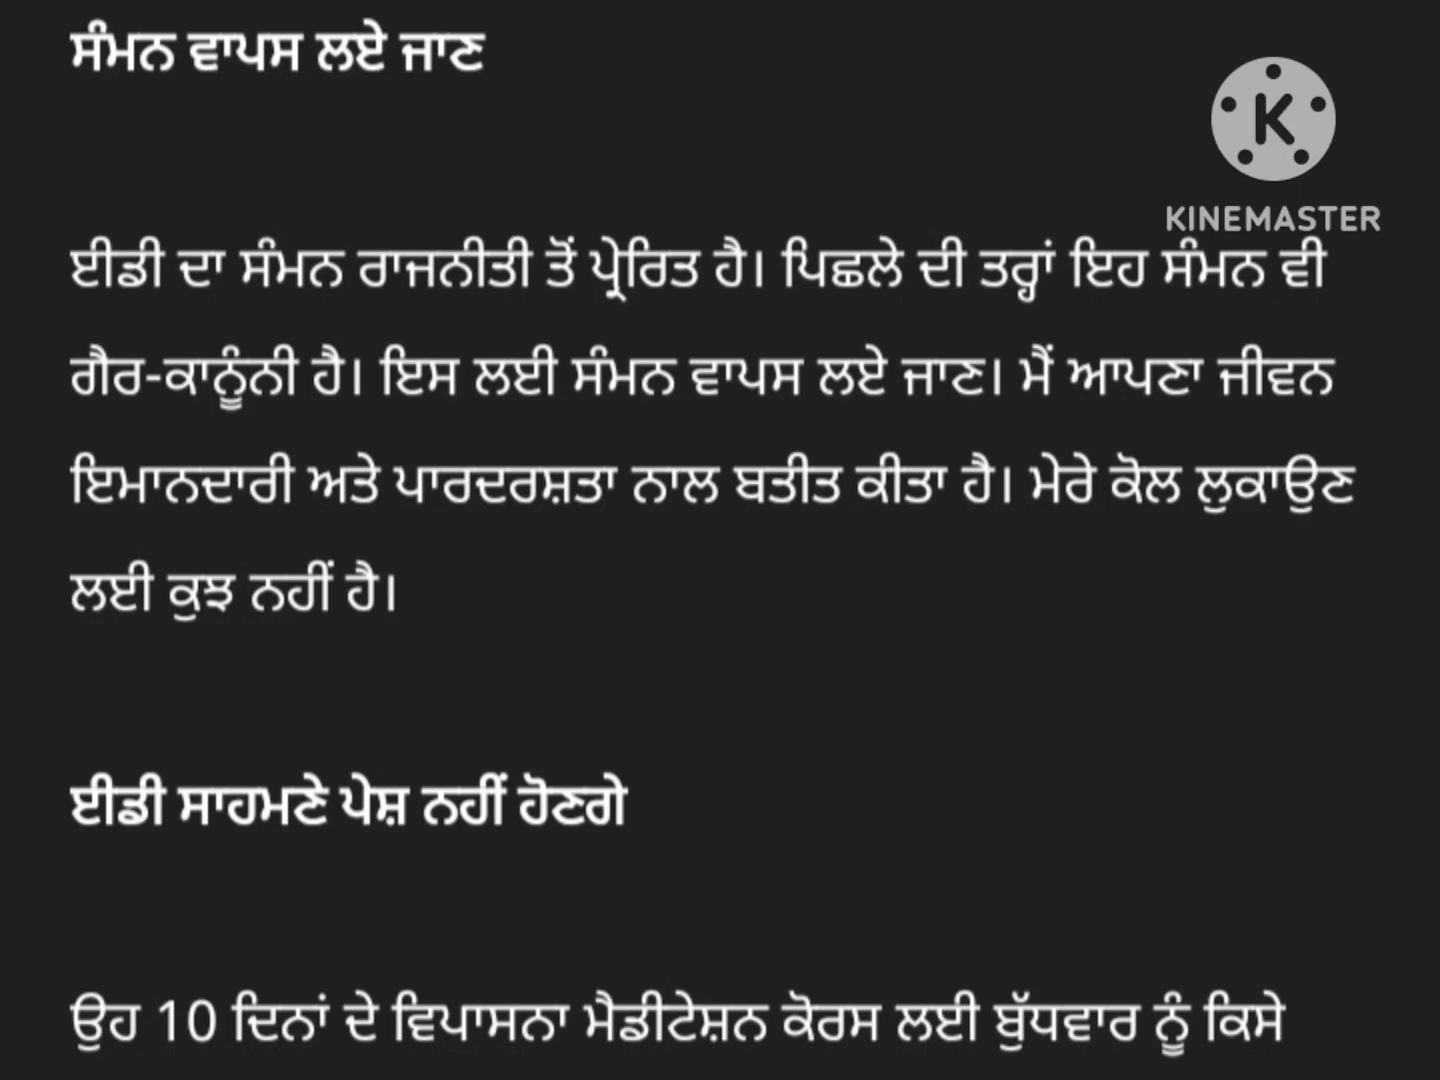 ਸੰਮਨ ਵਾਪਸ ਲਏ ਜਾਣ
KINEMASTER
ਈਡੀ ਦਾ ਸੰਮਨ ਰਾਜਨੀਤੀ ਤੋਂ ਪ੍ਰੇਰਿਤ ਹੈ। ਪਿਛਲੇ ਦੀ ਤਰ੍ਹਾਂ ਇਹ ਸੰਮਨ ਵੀ
ਗੈਰ-ਕਾਨੂੰਨੀ ਹੈ। ਇਸ ਲਈ ਸੰਮਨ ਵਾਪਸ ਲਏ ਜਾਣ। ਮੈਂ ਆਪਣਾ ਜੀਵਨ
ਇਮਾਨਦਾਰੀ ਅਤੇ ਪਾਰਦਰਸ਼ਤਾ ਨਾਲ ਬਤੀਤ ਕੀਤਾ ਹੈ। ਮੇਰੇ ਕੋਲ ਲੁਕਾਉਣ
ਲਈ ਕੁਝ ਨਹੀਂ ਹੈ।
ਈਡੀ ਸਾਹਮਣੇ ਪੇਸ਼ ਨਹੀਂ ਹੋਣਗੇ
ਉਹ 10 ਦਿਨਾਂ ਦੇ ਵਿਪਾਸਨਾ ਮੈਡੀਟੇਸ਼ਨ ਕੋਰਸ ਲਈ ਬੁੱਧਵਾਰ ਨੂੰ ਕਿਸੇ